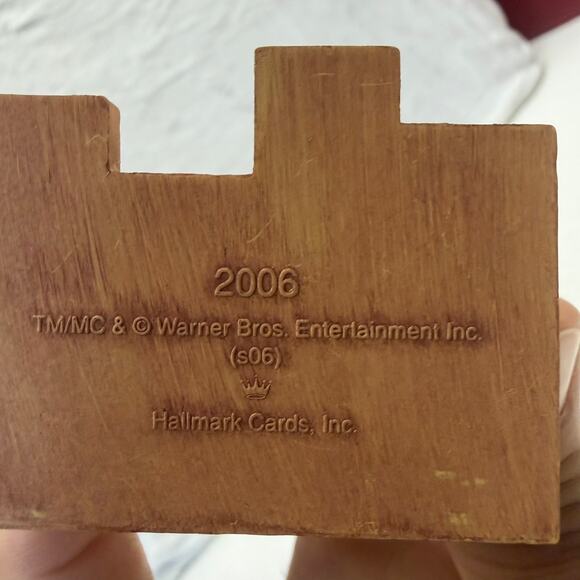 2006
TM/MC & © Warner Bros. Entertainment Inc.
(s06)
Hallmark Cards, Inc.